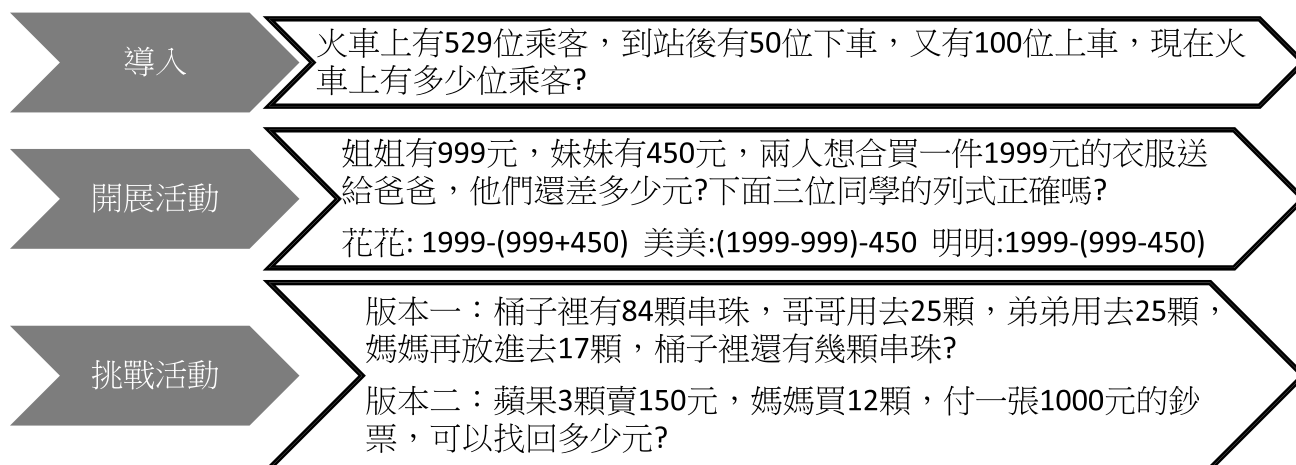 導入
火車上有529位乘客，到站後有50位下車，又有100位上車，現在火
車上有多少位乘客?
開展活動
姐姐有999元，妹妹有450元，兩人想合買一件1999元的衣服送
給爸爸，他們還差多少元?下面三位同學的列式正確嗎?
花花: 1999-(999+450)  美美:(1999-999)-450  明明:1999-(999-450)
挑戰活動
版本一：桶子裡有84顆串珠，哥哥用去25顆，弟弟用去25顆，
媽媽再放進去17顆，桶子裡還有幾顆串珠?
版本二：蘋果3顆賣150元，媽媽買12顆，付一張1000元的鈔
票，可以找回多少元?